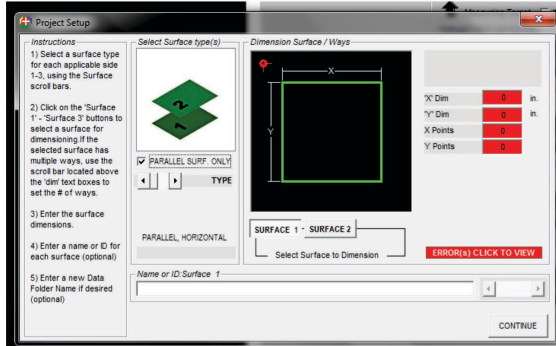 Measuring Target
Project Setup
Instructions
1) Select a surface type
for each applicable side
1-3, using the Surface
scroll bars.
2) Click on the 'Surface
1' - 'Surface 3' buttons to
select a surface for
dimensioning.If the
selected surface has
multiple ways, use the
scroll bar located above
the 'dim' text boxes to
set the # of ways.
3) Enter the surface
dimensions.
4) Enter a name or ID for
each surface (optional)
5) Enter a new Data
Folder Name if desired
(optional)
Select Surface type(s)
2
1
PARALLEL SURF. ONLY
TYPE
PARALLEL, HORIZONTAL
Dimension Surface / Ways
X
Y
SURFACE 1 - SURFACE 2
Select Surface to Dimension
'X' Dim 0 in.
'Y' Dim 0 in.
X Points 0
Y Points 0
ERROR(s) CLICK TO VIEW
Name or ID:Surface 1
CONTINUE